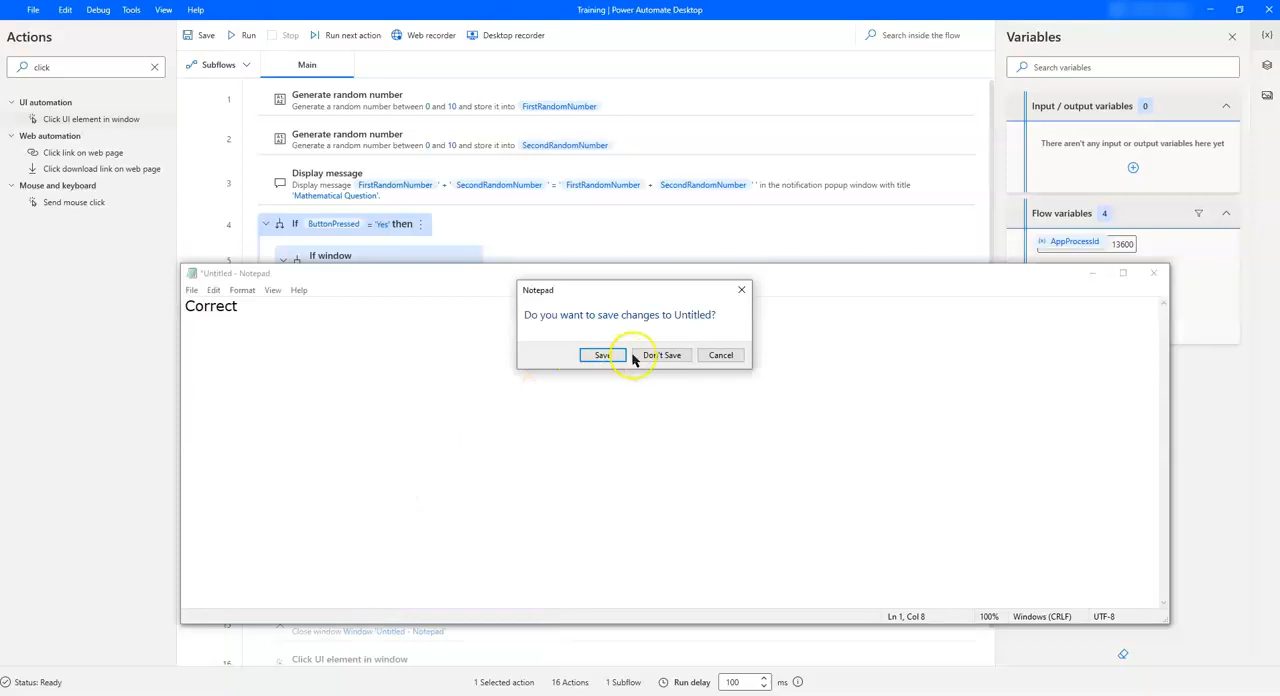 File Edit Debug Tools View Help
Training | Power Automate Desktop
Actions
click
UI automation
Click UI element in window
Web automation
Click link on web page
Click download link on web page
Mouse and keyboard
Send mouse click
Save Run Stop Run next action Web recorder Desktop recorder
Search inside the flow
Subflows Main
1 Generate random number
Generate a random number between 0 and 10 and store it into FirstRandomNumber
2 Generate random number
Generate a random number between 0 and 10 and store it into SecondRandomNumber
3 Display message
Display message FirstRandomNumber ' + ' SecondRandomNumber ' = ' FirstRandomNumber + SecondRandomNumber ' ' in the notification popup window with title
'Mathematical Question'.
4 If ButtonPressed = 'Yes' then
5 If window
*Untitled - Notepad
File Edit Format View Help
Correct
Notepad
Do you want to save changes to Untitled?
Save Don't Save Cancel
Ln 1, Col 8 100% Windows (CRLF) UTF-8
15 Close window Window 'Untitled - Notepad'
16 Click UI element in window
Variables
Search variables
Input / output variables 0
There aren't any input or output variables here yet
Flow variables 4
(x) AppProcessId 13600
{x}
Status: Ready
1 Selected action 16 Actions 1 Subflow Run delay 100 ms